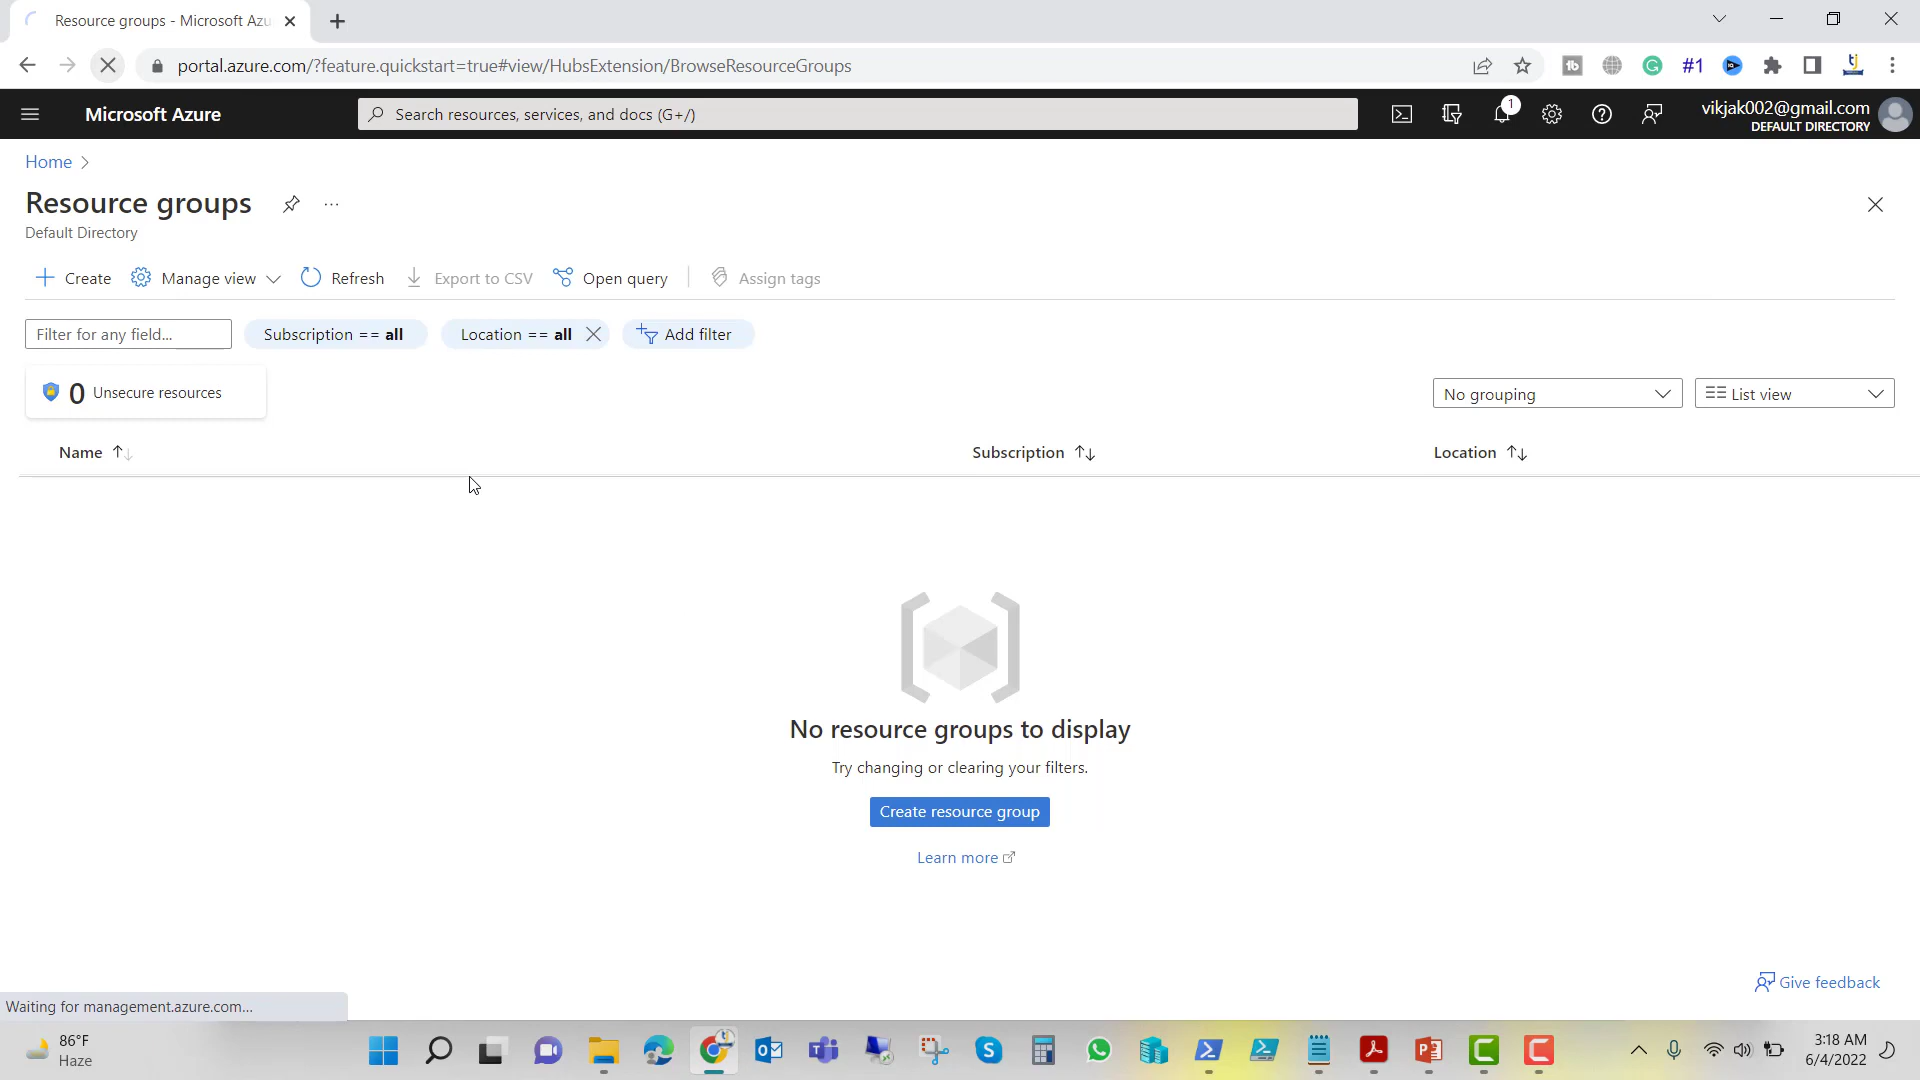 Resource groups - Microsoft Azu
portal.azure.com/?feature.quickstart=true#view/HubsExtension/BrowseResourceGroups
#1
Microsoft Azure
Search resources, services, and docs (G+/)
1
vikjak002@gmail.com
DEFAULT DIRECTORY
Home
Resource groups
Default Directory
Create
Manage view
Refresh
Export to CSV
Open query
Assign tags
Filter for any field...
Subscription == all
Location == all
Add filter
0 Unsecure resources
No grouping
List view
Name
Subscription
Location
No resource groups to display
Try changing or clearing your filters.
Create resource group
Learn more
Give feedback
Waiting for management.azure.com...
86°F
Haze
3:18 AM
6/4/2022